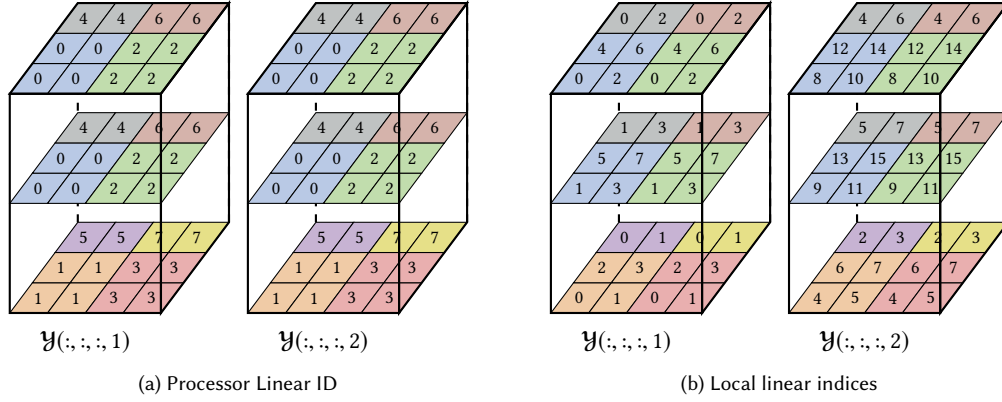 4 4 6 6 4 4 6 6 0 2 0 2 4 6 4 6
0 0 2 2 0 0 2 2 4 6 4 6 12 14 12 14
0 0 2 2 0 0 2 2 0 2 0 2 8 10 8 10
4 4 6 6 4 4 6 6 1 3 1 3 5 7 5 7
0 0 2 2 0 0 2 2 5 7 5 7 13 15 13 15
0 0 2 2 0 0 2 2 1 3 1 3 9 11 9 11
5 5 7 7 5 5 7 7 0 1 0 1 2 3 2 3
1 1 3 3 1 1 3 3 2 3 2 3 6 7 6 7
1 1 3 3 1 1 3 3 0 1 0 1 4 5 4 5
𝓨(:, :, :, 1) 𝓨(:, :, :, 2) 𝓨(:, :, :, 1) 𝓨(:, :, :, 2)
(a) Processor Linear ID (b) Local linear indices